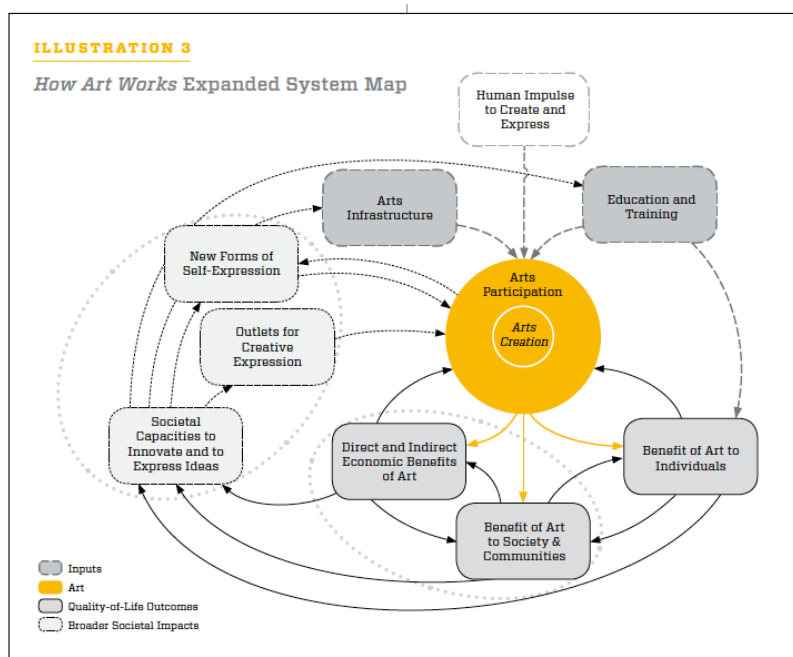 ILLUSTRATION 3
How Art Works Expanded System Map
Human Impulse
to Create and
Express
Arts
Infrastructure
Education and
Training
New Forms of
Self-Expression
Arts
Participation
Arts
Creation
Outlets for
Creative
Expression
Societal
Capacities to
Innovate and to
Express Ideas
Direct and Indirect
Economic Benefits
of Art
Benefit of Art to
Individuals
Benefit of Art
to Society &
Communities
Inputs
Art
Quality-of-Life Outcomes
Broader Societal Impacts